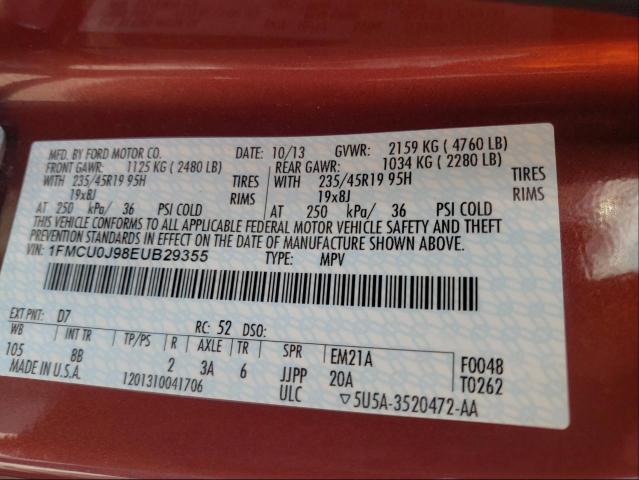 MFD. BY FORD MOTOR CO. DATE: 10/13 GVWR: 2159 KG ( 4760 LB)
FRONT GAWR: 1125 KG ( 2480 LB) REAR GAWR: 1034 KG ( 2280 LB)
WITH 235/45R19 95H TIRES WITH 235/45R19 95H TIRES
19x8J RIMS 19x8J RIMS
AT 250 kPa/ 36 PSI COLD AT 250 kPa/ 36 PSI COLD
THIS VEHICLE CONFORMS TO ALL APPLICABLE FEDERAL MOTOR VEHICLE SAFETY AND THEFT
PREVENTION STANDARDS IN EFFECT ON THE DATE OF MANUFACTURE SHOWN ABOVE.
VIN: 1FMCU0J98EUB29355 TYPE: MPV
EXT PNT: D7 RC: 52 DSO:
WB INT TR TP/PS R AXLE TR SPR EM21A F0048
105 8B 2 3A 6 JJPP 20A T0262
MADE IN U.S.A. 1201310041706 ULC ▽5U5A-3520472-AA